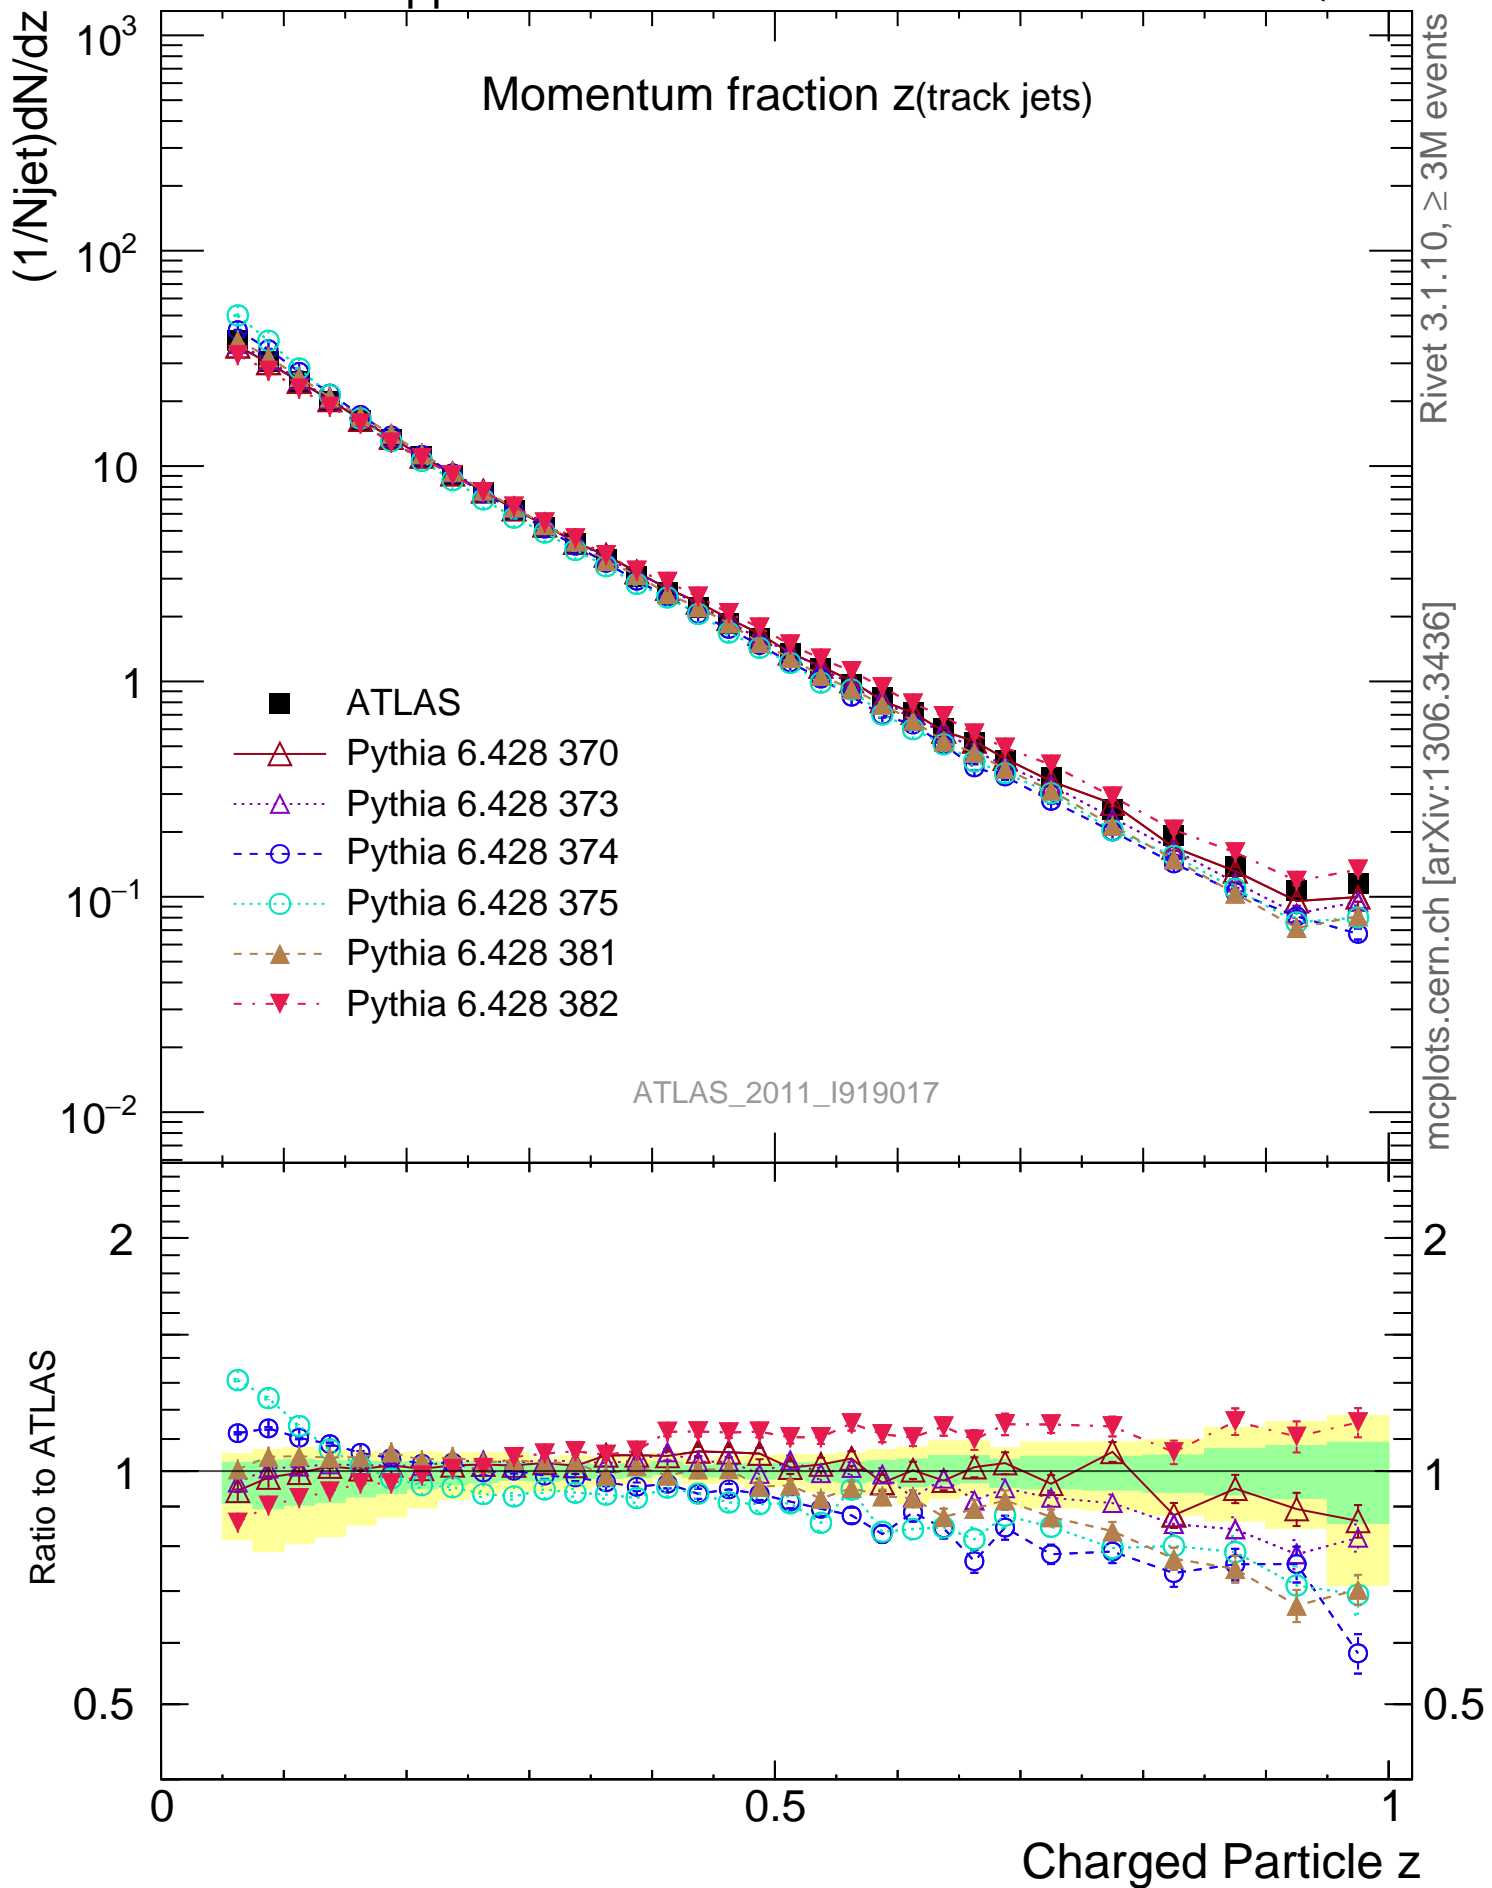 (1/Njet)dN/dz
10³
10²
10
1
10⁻¹
10⁻²
Momentum fraction z(track jets)
ATLAS
Pythia 6.428 370
Pythia 6.428 373
Pythia 6.428 374
Pythia 6.428 375
Pythia 6.428 381
Pythia 6.428 382
ATLAS_2011_I919017
Rivet 3.1.10, ≥ 3M events
mcplots.cern.ch [arXiv:1306.3436]
Ratio to ATLAS
2
1
0.5
2
1
0.5
0
0.5
1
Charged Particle z